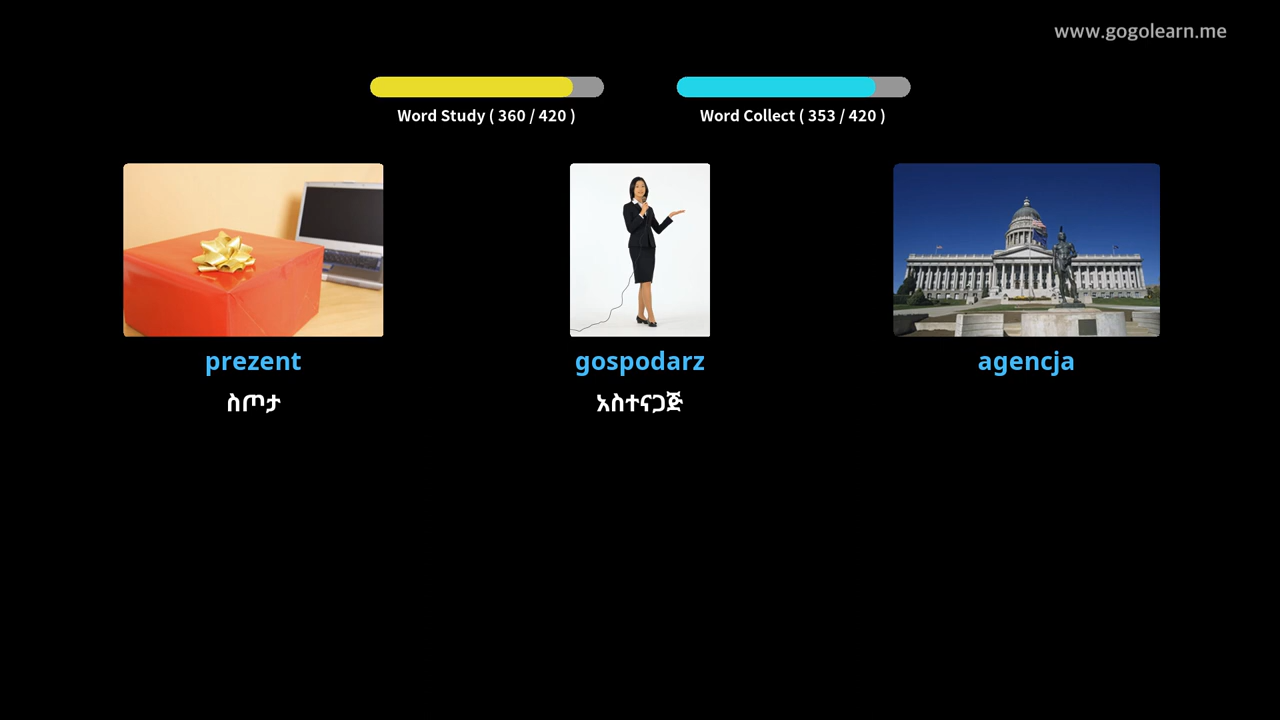 www.gogolearn.me
Word Study ( 360 / 420 )
Word Collect ( 353 / 420 )
prezent
gospodarz
agencja
ስጦታ
አስተናጋጅ